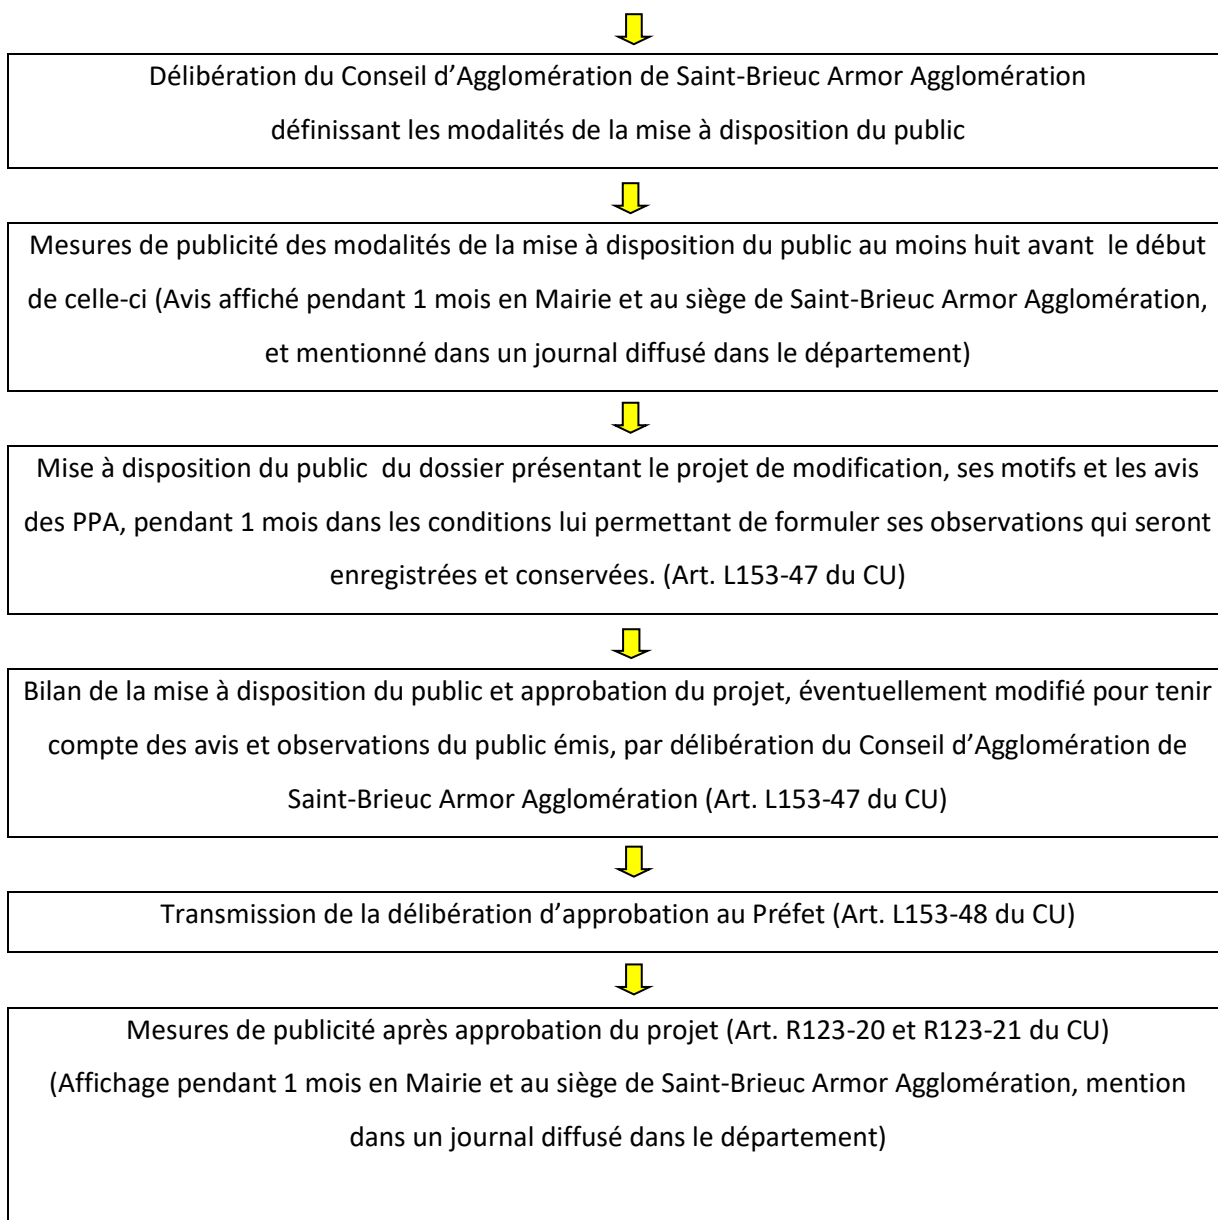 Délibération du Conseil d’Agglomération de Saint-Brieuc Armor Agglomération
définissant les modalités de la mise à disposition du public
Mesures de publicité des modalités de la mise à disposition du public au moins huit avant  le début
de celle-ci (Avis affiché pendant 1 mois en Mairie et au siège de Saint-Brieuc Armor Agglomération,
et mentionné dans un journal diffusé dans le département)
Mise à disposition du public  du dossier présentant le projet de modification, ses motifs et les avis
des PPA, pendant 1 mois dans les conditions lui permettant de formuler ses observations qui seront
enregistrées et conservées. (Art. L153-47 du CU)
Bilan de la mise à disposition du public et approbation du projet, éventuellement modifié pour tenir
compte des avis et observations du public émis, par délibération du Conseil d’Agglomération de
Saint-Brieuc Armor Agglomération (Art. L153-47 du CU)
Transmission de la délibération d’approbation au Préfet (Art. L153-48 du CU)
Mesures de publicité après approbation du projet (Art. R123-20 et R123-21 du CU)
(Affichage pendant 1 mois en Mairie et au siège de Saint-Brieuc Armor Agglomération, mention
dans un journal diffusé dans le département)